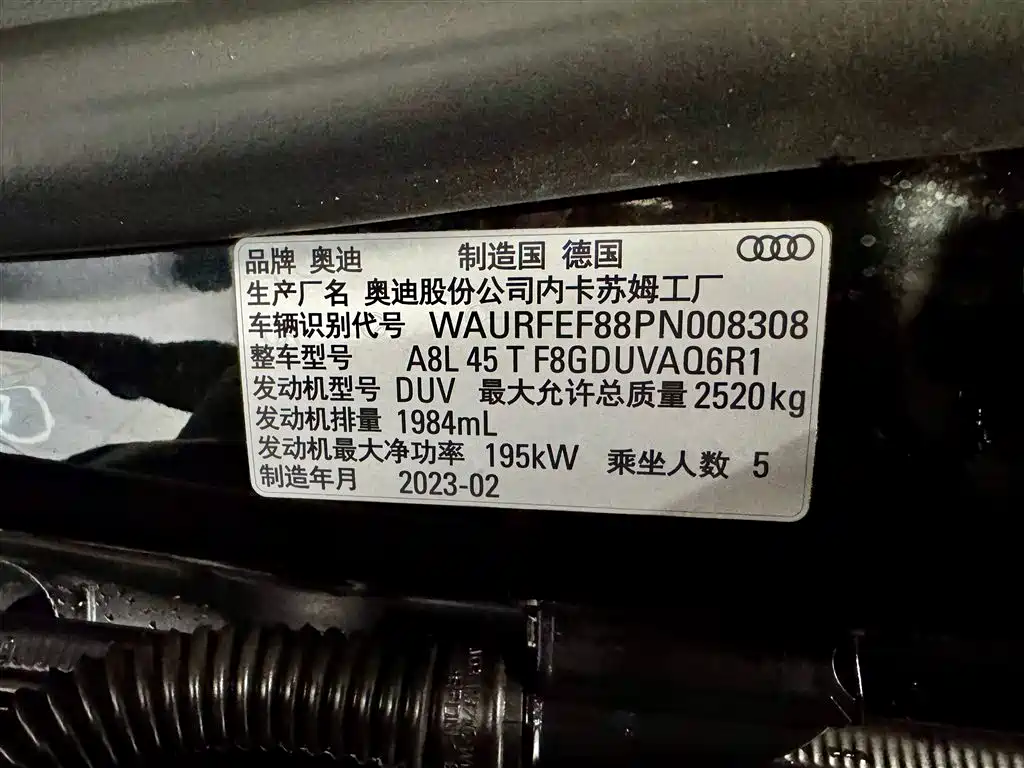 品牌 奥迪 制造国 德国
生产厂名 奥迪股份公司内卡苏姆工厂
车辆识别代号 WAURFEF88PN008308
整车型号 A8L 45 T F8GDUVAQ6R1
发动机型号 DUV 最大允许总质量 2520kg
发动机排量 1984mL
发动机最大净功率 195kW 乘坐人数 5
制造年月 2023-02